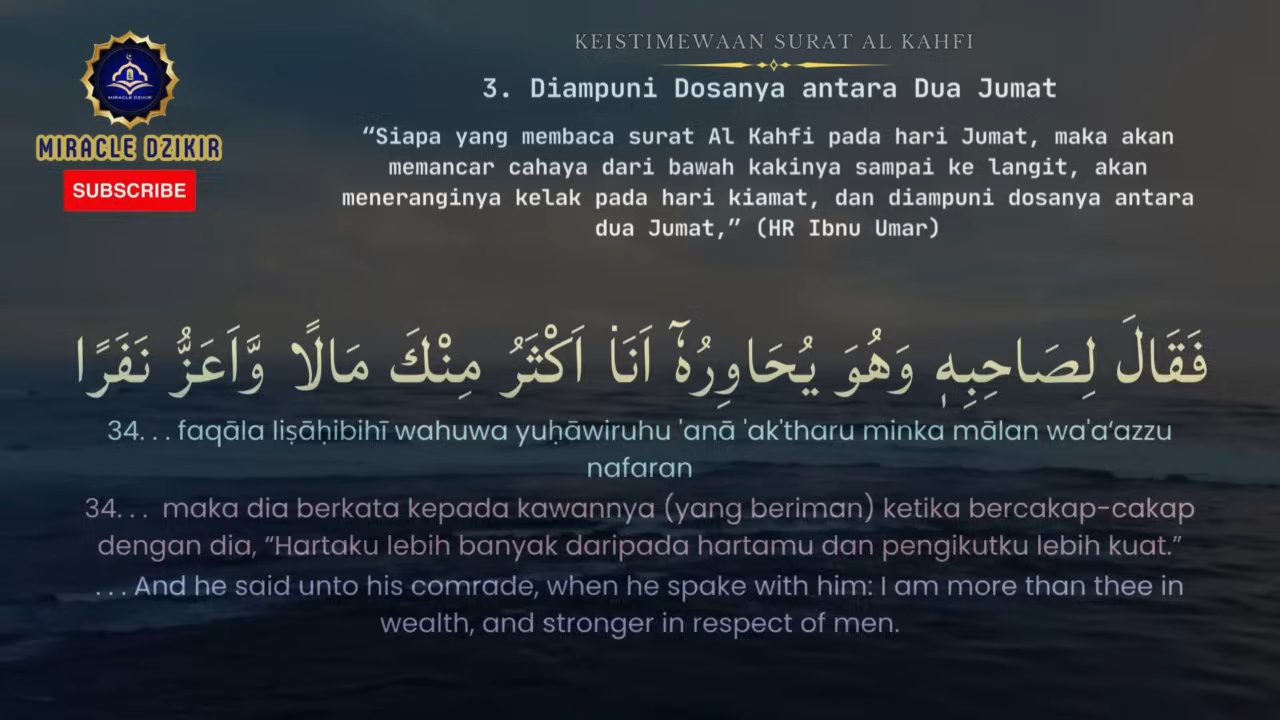 KEISTIMEWAAN SURAT AL KAHFI
MIRACLE DZIKIR
MIRACLE DZIKIR
SUBSCRIBE
3. Diampuni Dosanya antara Dua Jumat
“Siapa yang membaca surat Al Kahfi pada hari Jumat, maka akan
memancar cahaya dari bawah kakinya sampai ke langit, akan
meneranginya kelak pada hari kiamat, dan diampuni dosanya antara
dua Jumat,” (HR Ibnu Umar)
فَقَالَ لِصَاحِبِهٖ وَهُوَ يُحَاوِرُهٗٓ اَنَا۠ اَكْثَرُ مِنْكَ مَالًا وَّاَعَزُّ نَفَرًا
34. . . faqāla liṣāḥibihī wahuwa yuḥāwiruhu 'anā 'ak'tharu minka mālan wa'a‘azzu
nafaran
34. . . maka dia berkata kepada kawannya (yang beriman) ketika bercakap-cakap
dengan dia, “Hartaku lebih banyak daripada hartamu dan pengikutku lebih kuat.”
. . . And he said unto his comrade, when he spake with him: I am more than thee in
wealth, and stronger in respect of men.